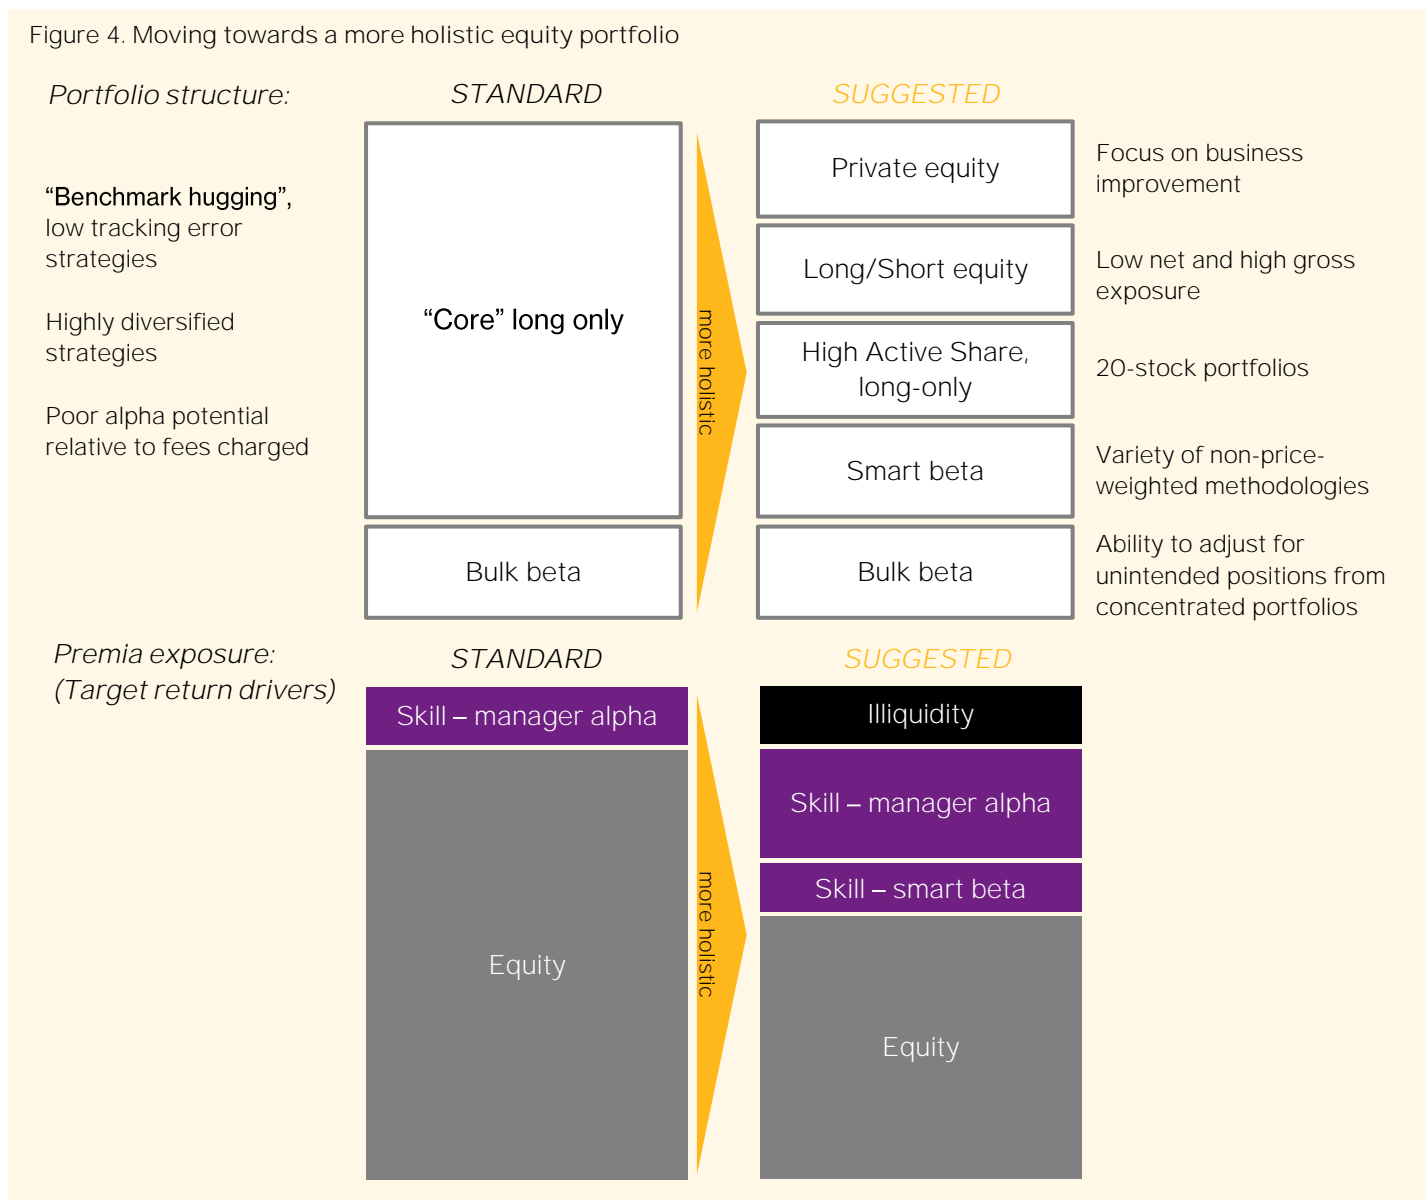 Figure 4. Moving towards a more holistic equity portfolio
Portfolio structure:
STANDARD
SUGGESTED
“Benchmark hugging”,
low tracking error
strategies
Highly diversified
strategies
Poor alpha potential
relative to fees charged
“Core” long only
Bulk beta
more holistic
Private equity
Focus on business
improvement
Long/Short equity
Low net and high gross
exposure
High Active Share,
long-only
20-stock portfolios
Smart beta
Variety of non-price-
weighted methodologies
Bulk beta
Ability to adjust for
unintended positions from
concentrated portfolios
Premia exposure:
(Target return drivers)
STANDARD
SUGGESTED
Skill – manager alpha
Equity
more holistic
Illiquidity
Skill – manager alpha
Skill – smart beta
Equity